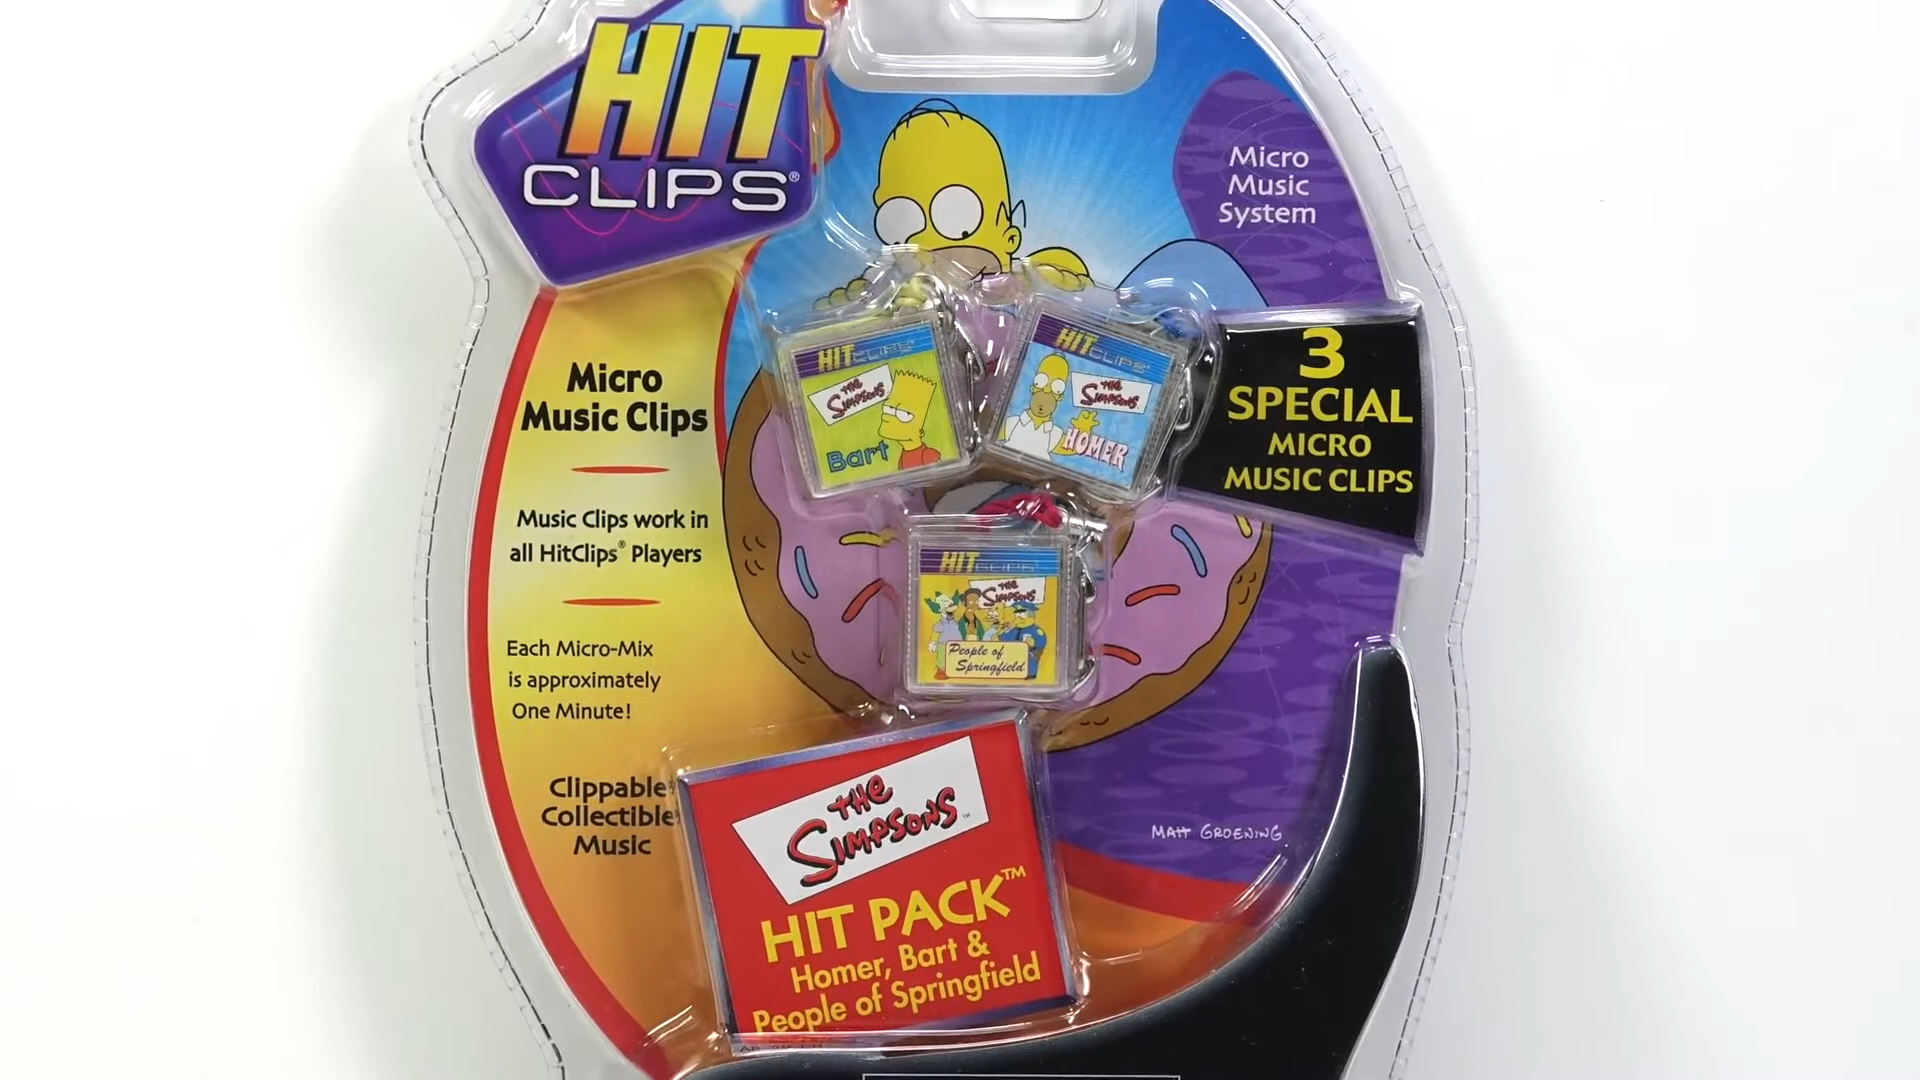 HIT
CLIPS®
Micro
Music
System
Micro
Music Clips
Music Clips work in
all HitClips® Players
Each Micro-Mix
is approximately
One Minute!
Clippable
Collectible
Music
3
SPECIAL
MICRO
MUSIC CLIPS
HIT CLIPS
THE
SIMPSONS
Bart
HIT CLIPS
THE
SIMPSONS
HOMER
HIT CLIPS
THE
SIMPSONS
People of
Springfield
THE
SIMPSONS™
HIT PACK™
Homer, Bart &
People of Springfield
MATT GROENING